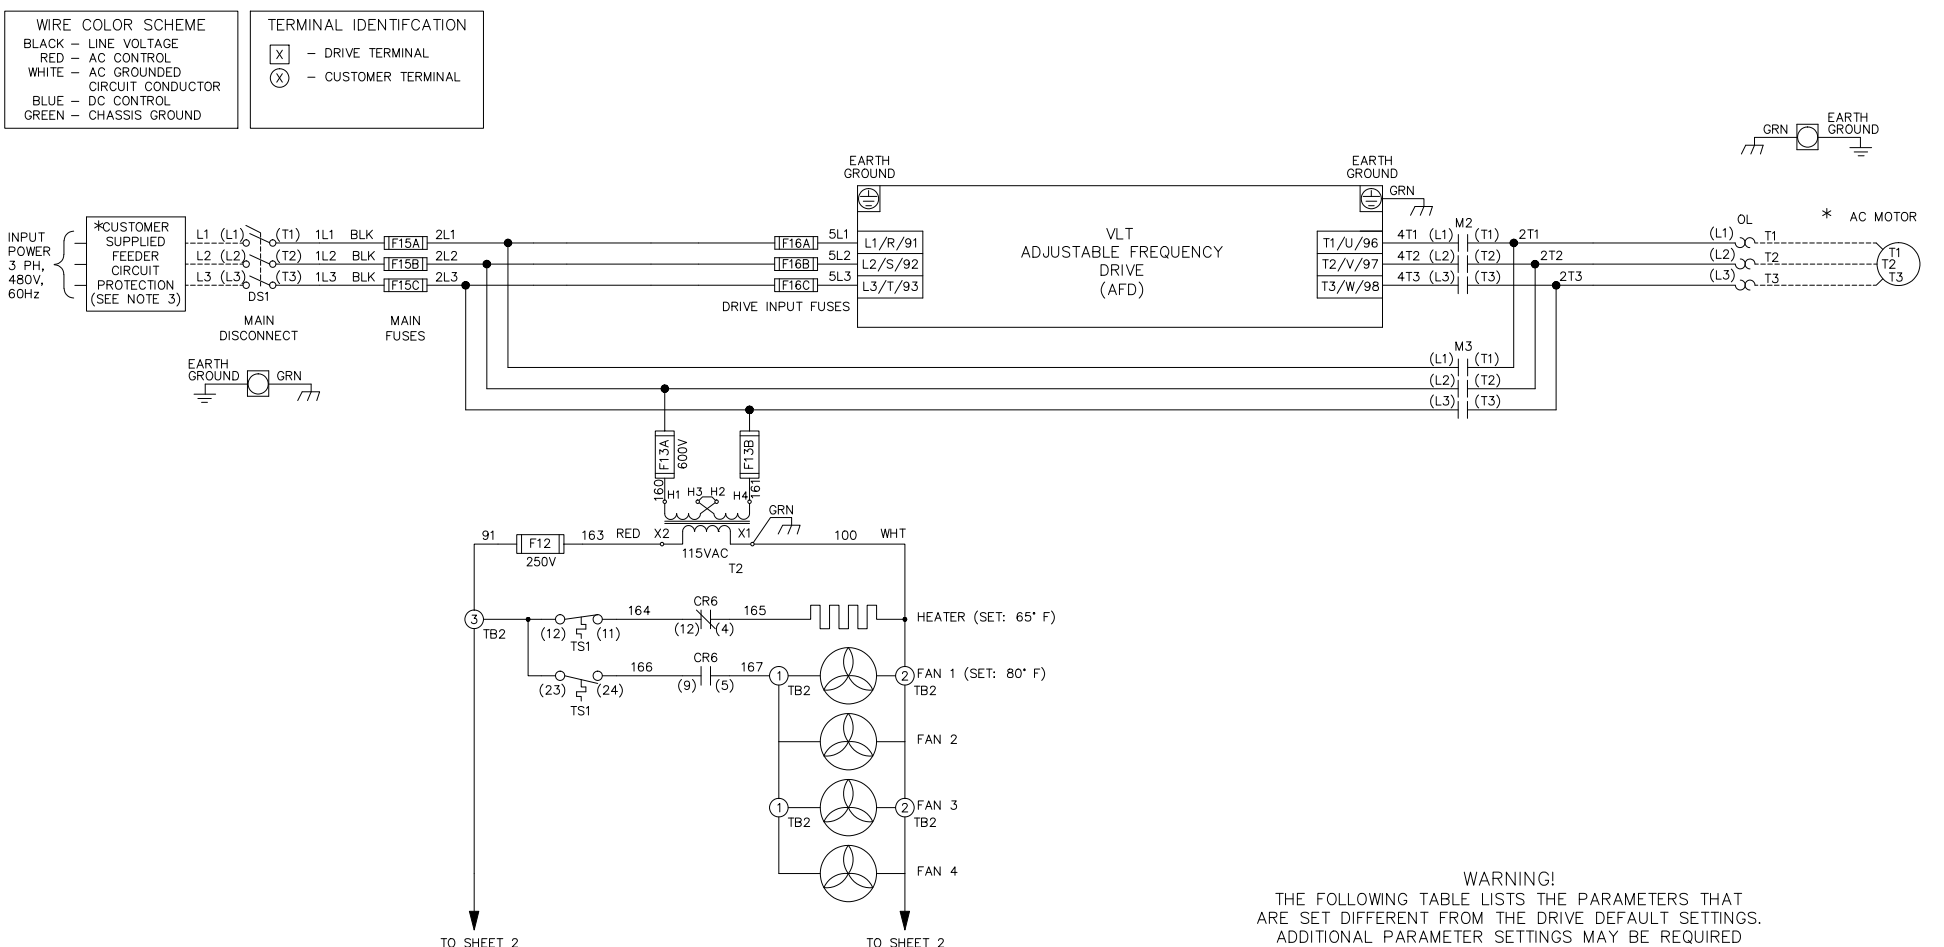 WIRE COLOR SCHEME
BLACK – LINE VOLTAGE
RED – AC CONTROL
WHITE – AC GROUNDED
CIRCUIT CONDUCTOR
BLUE – DC CONTROL
GREEN – CHASSIS GROUND
TERMINAL IDENTIFCATION
X – DRIVE TERMINAL
X – CUSTOMER TERMINAL
GRN
EARTH
GROUND
EARTH
GROUND
EARTH
GROUND
GRN
INPUT
POWER
3 PH,
480V,
60Hz
*CUSTOMER
SUPPLIED
FEEDER
CIRCUIT
PROTECTION
(SEE NOTE 3)
L1 (L1) (T1) 1L1 BLK F15A 2L1 F16A 5L1 L1/R/91
L2 (L2) (T2) 1L2 BLK F15B 2L2 F16B 5L2 L2/S/92
L3 (L3) (T3) 1L3 BLK F15C 2L3 F16C 5L3 L3/T/93
DS1
MAIN
DISCONNECT
MAIN
FUSES
DRIVE INPUT FUSES
VLT
ADJUSTABLE FREQUENCY
DRIVE
(AFD)
M2
OL
* AC MOTOR
T1/U/96 4T1 (L1) (T1) 2T1 (L1) T1 T1
T2/V/97 4T2 (L2) (T2) 2T2 (L2) T2 T2
T3/W/98 4T3 (L3) (T3) 2T3 (L3) T3 T3
EARTH
GROUND GRN
M3
(L1) (T1)
(L2) (T2)
(L3) (T3)
F13A
600V
F13B
160 H1 H3 H2 H4 161
GRN
91 F12 163 RED X2 X1 100 WHT
250V
115VAC
T2
3
TB2
164 CR6 165
(12) (11) (12) (4)
TS1
HEATER (SET: 65° F)
166 CR6 167
(23) (24) (9) (5)
TS1
1 2 FAN 1 (SET: 80° F)
TB2 TB2
FAN 2
1 2 FAN 3
TB2 TB2
FAN 4
TO SHEET 2
TO SHEET 2
WARNING!
THE FOLLOWING TABLE LISTS THE PARAMETERS THAT
ARE SET DIFFERENT FROM THE DRIVE DEFAULT SETTINGS.
ADDITIONAL PARAMETER SETTINGS MAY BE REQUIRED